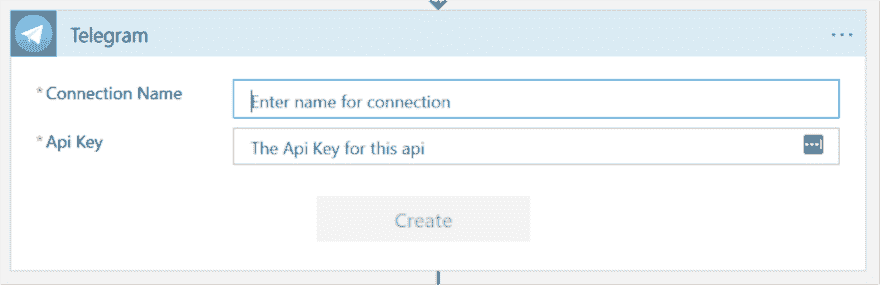 Telegram
* Connection Name
Enter name for connection
* Api Key
The Api Key for this api
Create